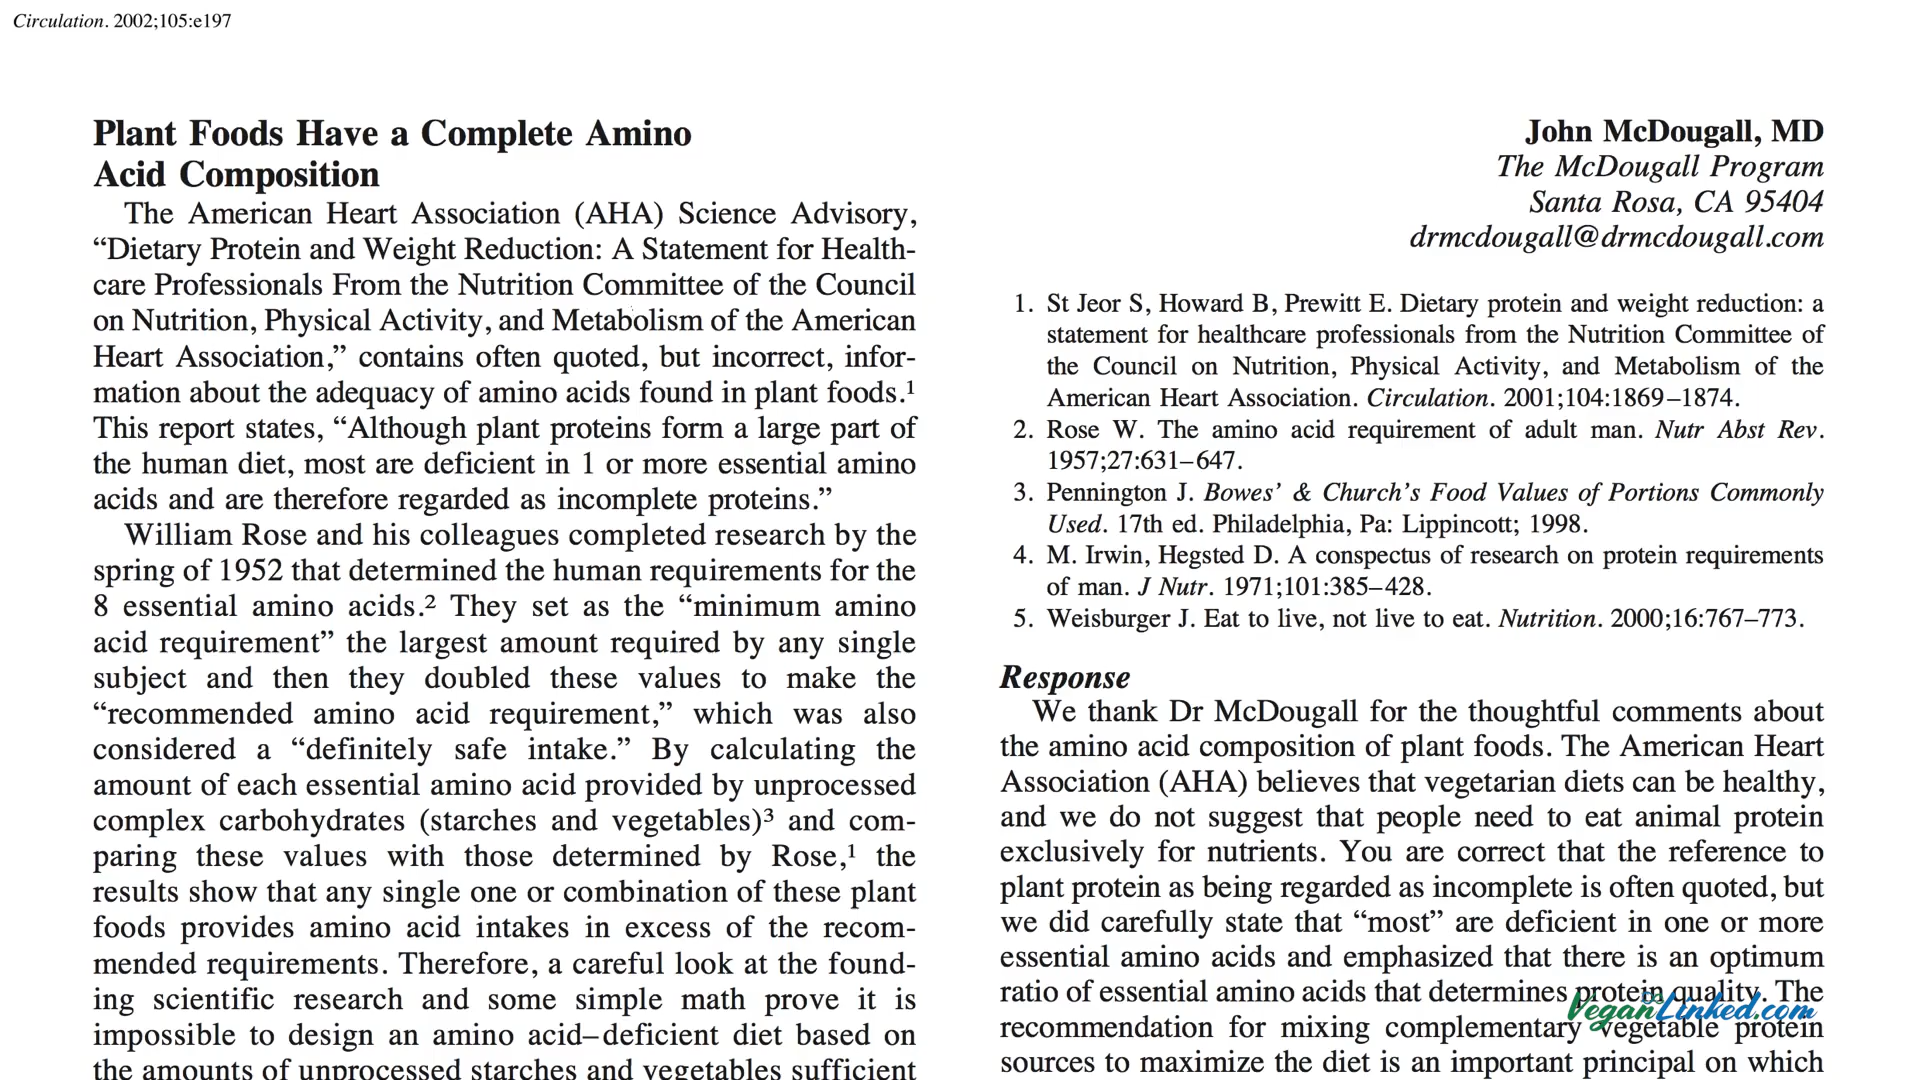 Circulation. 2002;105:e197
Plant Foods Have a Complete Amino
Acid Composition
The American Heart Association (AHA) Science Advisory,
“Dietary Protein and Weight Reduction: A Statement for Health-
care Professionals From the Nutrition Committee of the Council
on Nutrition, Physical Activity, and Metabolism of the American
Heart Association,” contains often quoted, but incorrect, infor-
mation about the adequacy of amino acids found in plant foods.¹
This report states, “Although plant proteins form a large part of
the human diet, most are deficient in 1 or more essential amino
acids and are therefore regarded as incomplete proteins.”
William Rose and his colleagues completed research by the
spring of 1952 that determined the human requirements for the
8 essential amino acids.² They set as the “minimum amino
acid requirement” the largest amount required by any single
subject and then they doubled these values to make the
“recommended amino acid requirement,” which was also
considered a “definitely safe intake.” By calculating the
amount of each essential amino acid provided by unprocessed
complex carbohydrates (starches and vegetables)³ and com-
paring these values with those determined by Rose,¹ the
results show that any single one or combination of these plant
foods provides amino acid intakes in excess of the recom-
mended requirements. Therefore, a careful look at the found-
ing scientific research and some simple math prove it is
impossible to design an amino acid–deficient diet based on
the amounts of unprocessed starches and vegetables sufficient
John McDougall, MD
The McDougall Program
Santa Rosa, CA 95404
drmcdougall@drmcdougall.com
1. St Jeor S, Howard B, Prewitt E. Dietary protein and weight reduction: a
statement for healthcare professionals from the Nutrition Committee of
the Council on Nutrition, Physical Activity, and Metabolism of the
American Heart Association. Circulation. 2001;104:1869–1874.
2. Rose W. The amino acid requirement of adult man. Nutr Abst Rev.
1957;27:631–647.
3. Pennington J. Bowes’ & Church’s Food Values of Portions Commonly
Used. 17th ed. Philadelphia, Pa: Lippincott; 1998.
4. M. Irwin, Hegsted D. A conspectus of research on protein requirements
of man. J Nutr. 1971;101:385–428.
5. Weisburger J. Eat to live, not live to eat. Nutrition. 2000;16:767–773.
Response
We thank Dr McDougall for the thoughtful comments about
the amino acid composition of plant foods. The American Heart
Association (AHA) believes that vegetarian diets can be healthy,
and we do not suggest that people need to eat animal protein
exclusively for nutrients. You are correct that the reference to
plant protein as being regarded as incomplete is often quoted, but
we did carefully state that “most” are deficient in one or more
essential amino acids and emphasized that there is an optimum
ratio of essential amino acids that determines protein quality. The
recommendation for mixing complementary vegetable protein
sources to maximize the diet is an important principal on which
VeganLinked.com